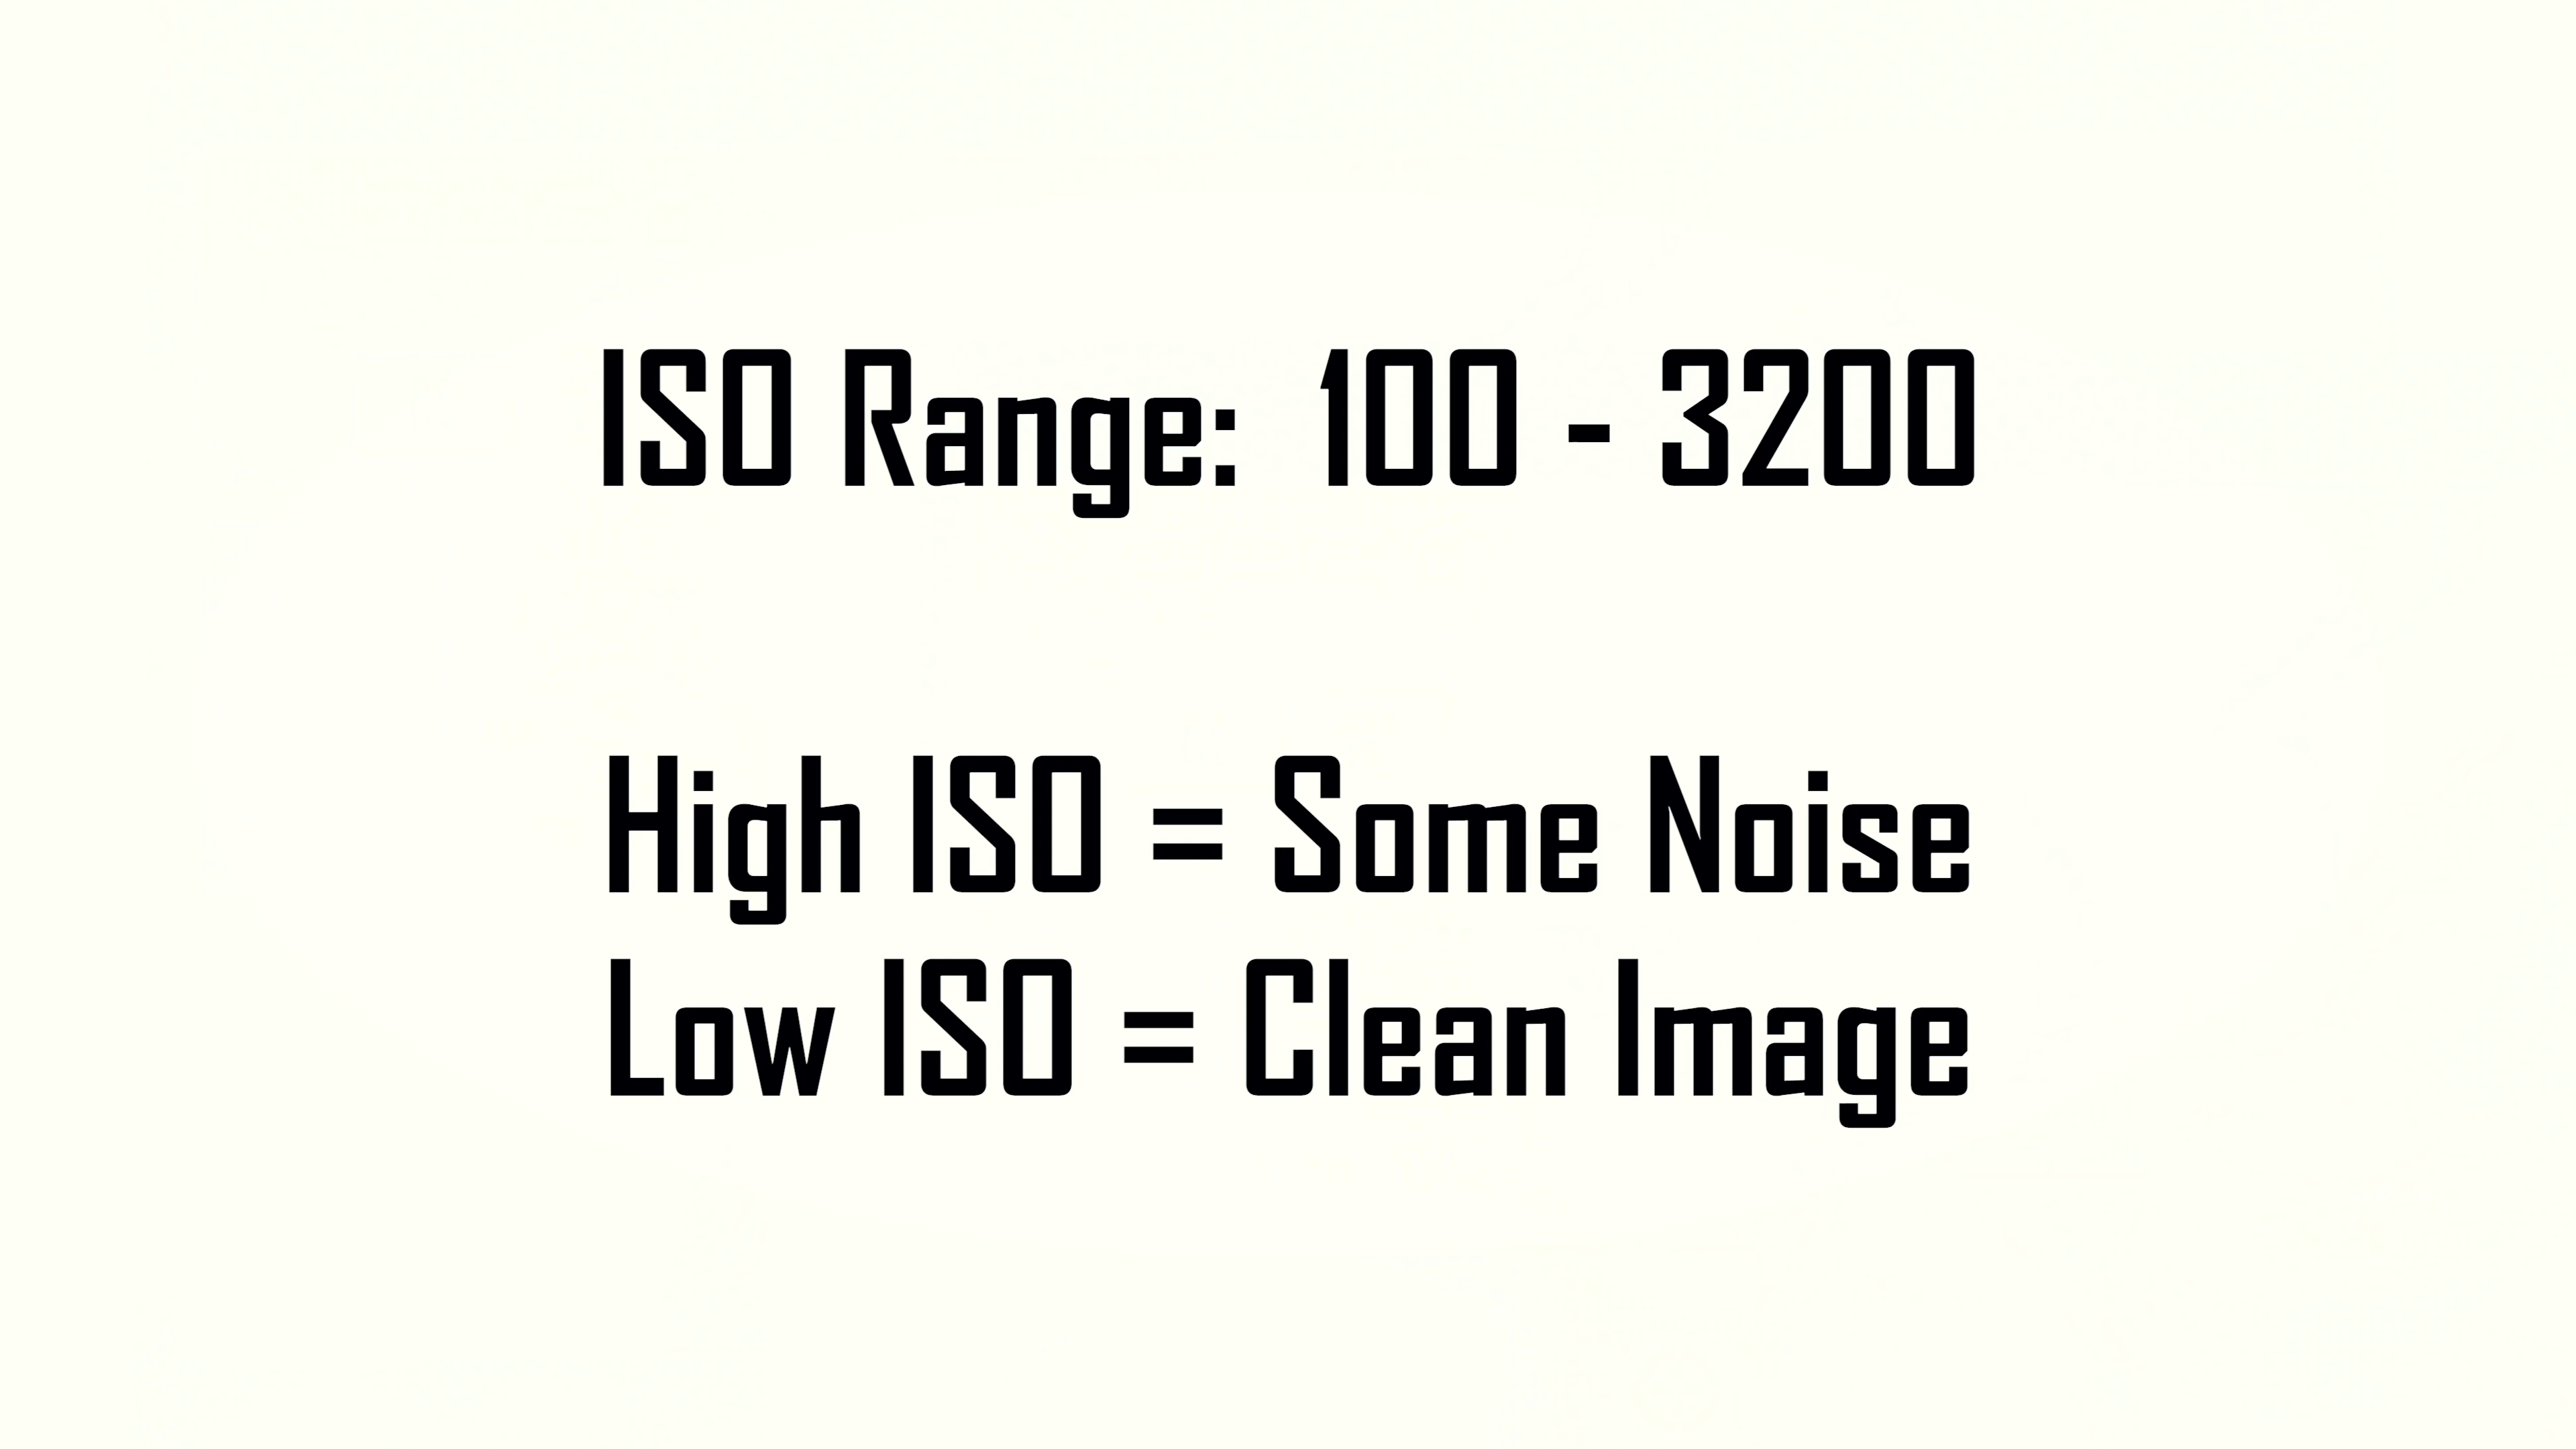 ISO Range: 100 - 3200
High ISO = Some Noise
Low ISO = Clean Image